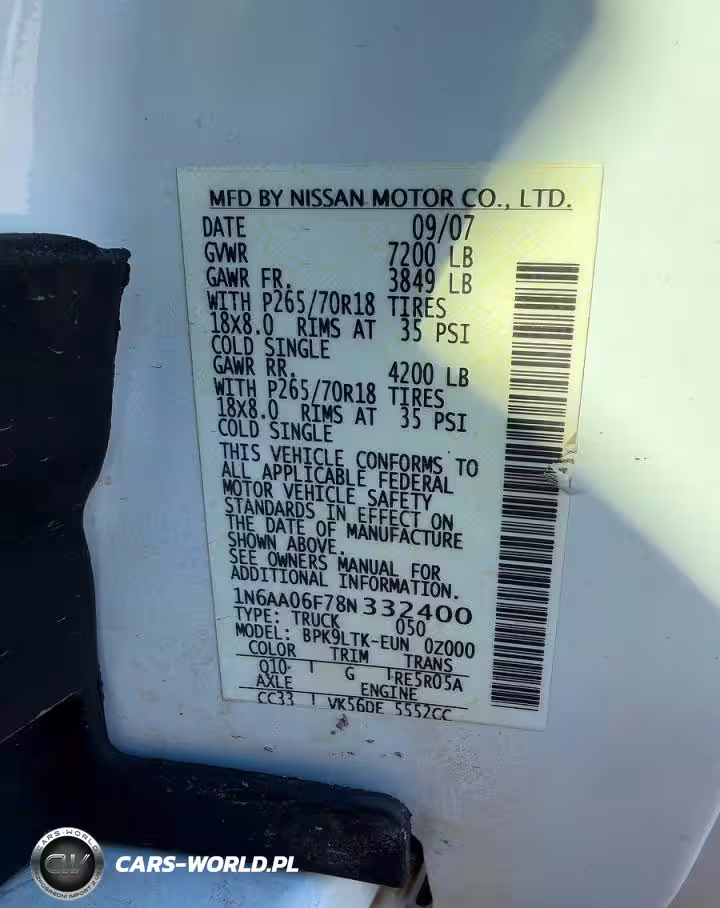 MFD BY NISSAN MOTOR CO., LTD.
DATE 09/07
GVWR 7200 LB
GAWR FR. 3849 LB
WITH P265/70R18 TIRES
18X8.0 RIMS AT 35 PSI
COLD SINGLE
GAWR RR. 4200 LB
WITH P265/70R18 TIRES
18X8.0 RIMS AT 35 PSI
COLD SINGLE
THIS VEHICLE CONFORMS TO
ALL APPLICABLE FEDERAL
MOTOR VEHICLE SAFETY
STANDARDS IN EFFECT ON
THE DATE OF MANUFACTURE
SHOWN ABOVE.
SEE OWNERS MANUAL FOR
ADDITIONAL INFORMATION.
1N6AA06F78N332400
TYPE: TRUCK 050
MODEL: BPK9LTK-EUN 0Z000
COLOR TRIM TRANS
Q10 G RE5R05A
AXLE ENGINE
CC33 VK56DE 5552CC
CARS-WORLD
CW
CARS-WORLD.PL